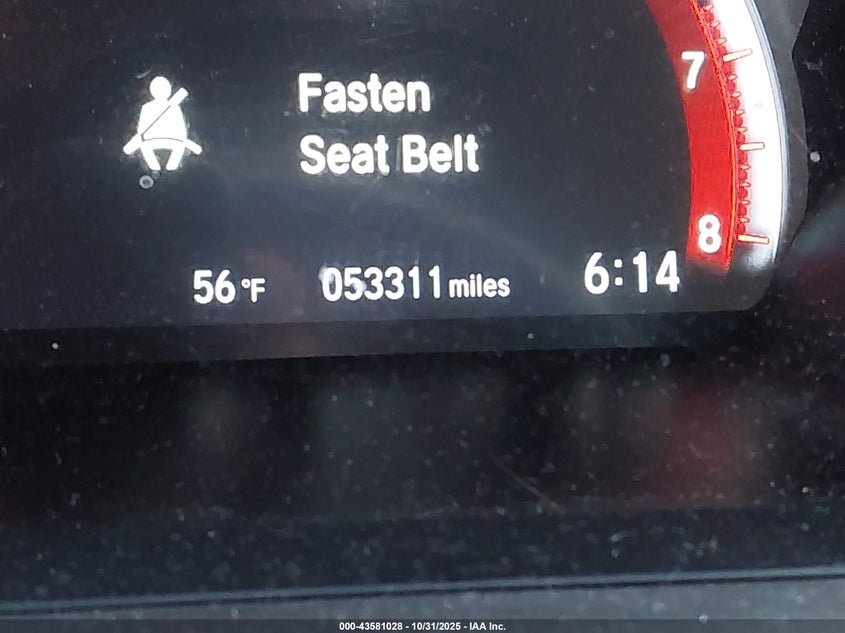 7
Fasten
Seat Belt
8
56°F 053311 miles 6:14
000-43581028 - 10/31/2025 - IAA Inc.